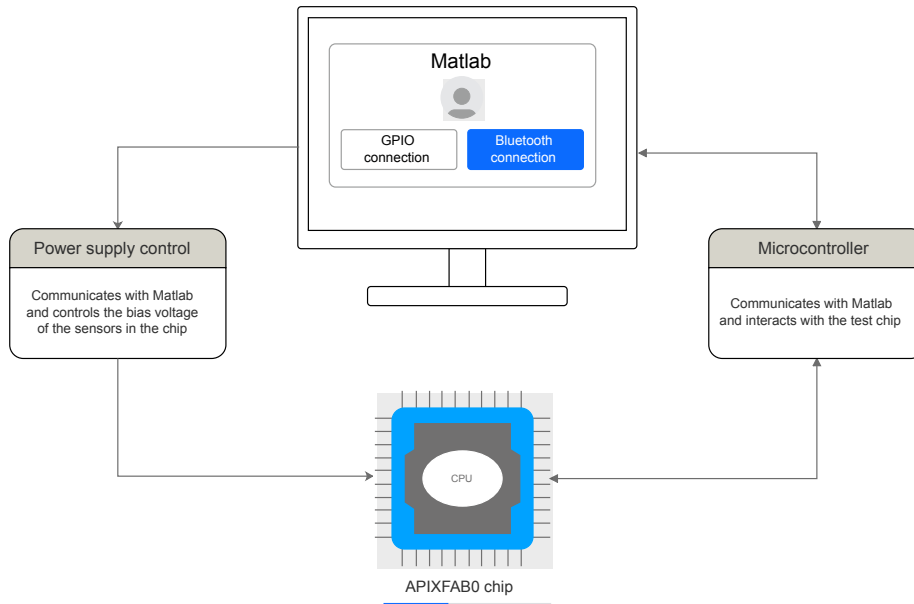 Matlab
GPIO
connection
Bluetooth
connection
Power supply control
Communicates with Matlab
and controls the bias voltage
of the sensors in the chip
Microcontroller
Communicates with Matlab
and interacts with the test chip
CPU
APIXFAB0 chip